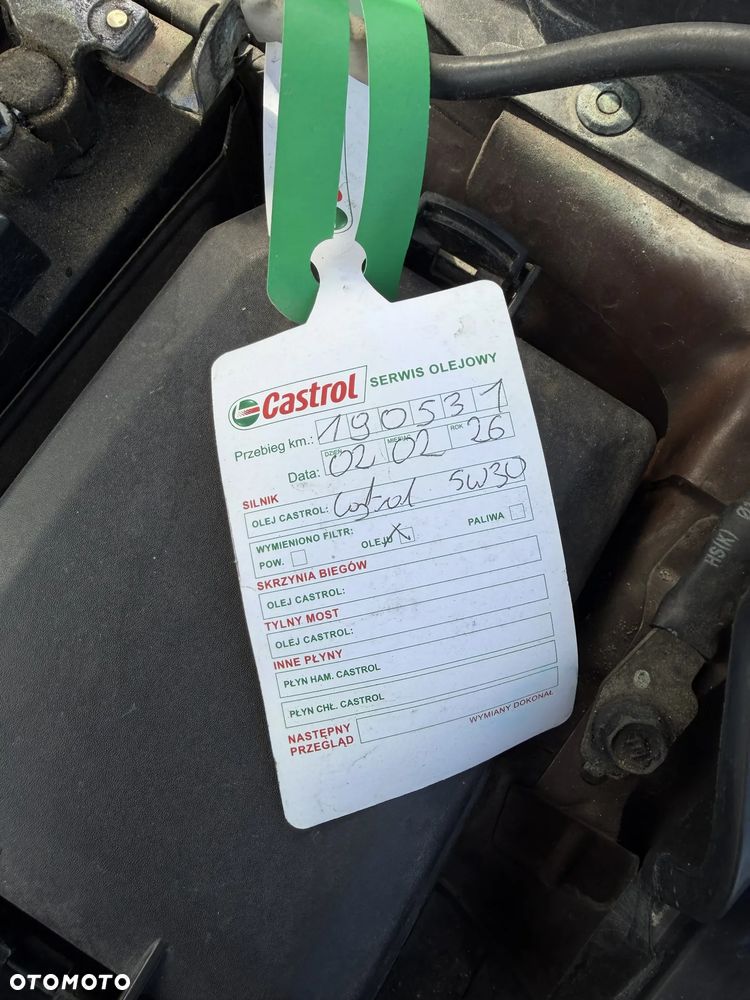 Castrol SERWIS OLEJOWY
Przebieg km.: 190531
DZIEŃ MIESIĄC ROK
Data: 02 02 26
SILNIK
OLEJ CASTROL: Castrol 5W30
WYMIENIONO FILTR:
POW. OLEJU X PALIWA
SKRZYNIA BIEGÓW
OLEJ CASTROL:
TYLNY MOST
OLEJ CASTROL:
INNE PŁYNY
PŁYN HAM. CASTROL
PŁYN CHŁ. CASTROL
NASTĘPNY PRZEGLĄD
WYMIANY DOKONAŁ
HS(K)
OTOMOTO